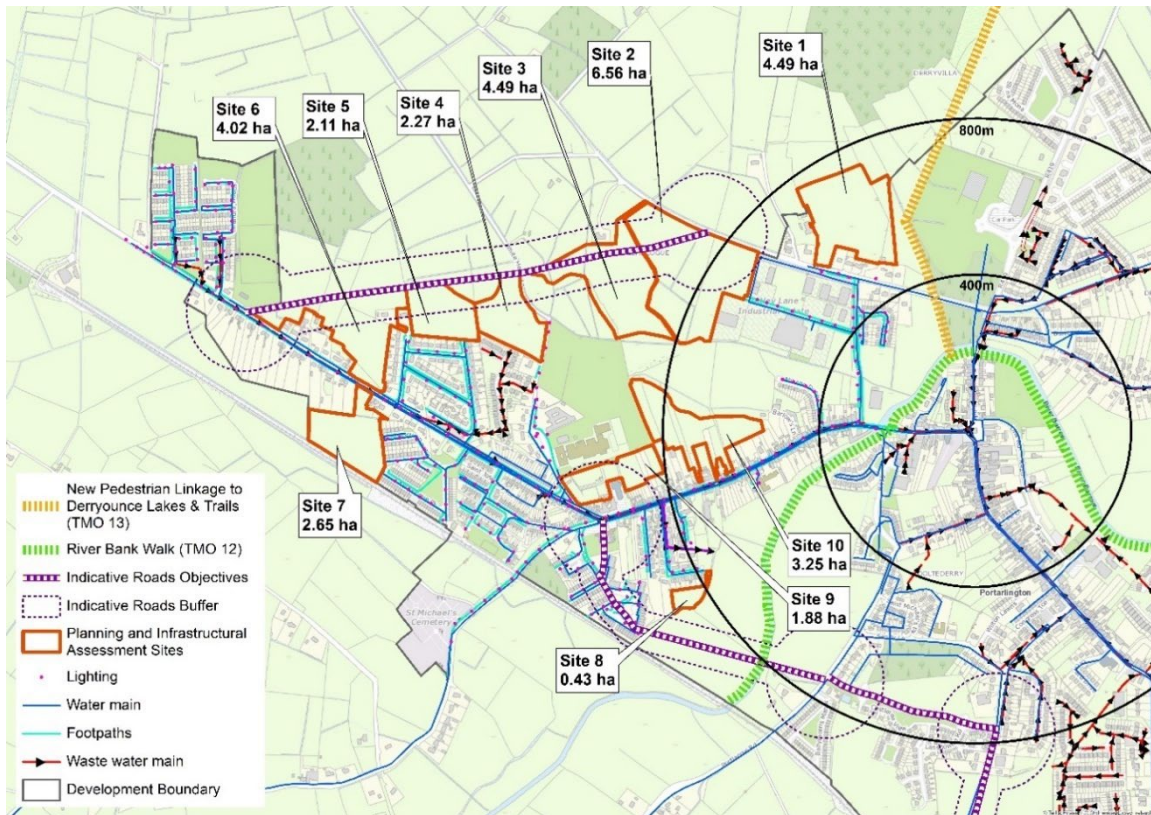 Site 1
4.49 ha
Site 2
6.56 ha
Site 3
4.49 ha
Site 4
2.27 ha
Site 5
2.11 ha
Site 6
4.02 ha
800m
400m
Site 7
2.65 ha
Site 10
3.25 ha
Site 9
1.88 ha
Site 8
0.43 ha
DERRYVILLA
Portarlington
St Michael's
Cemetery
New Pedestrian Linkage to
Derryounce Lakes & Trails
(TMO 13)
River Bank Walk (TMO 12)
Indicative Roads Objectives
Indicative Roads Buffer
Planning and Infrastructural
Assessment Sites
Lighting
Water main
Footpaths
Waste water main
Development Boundary